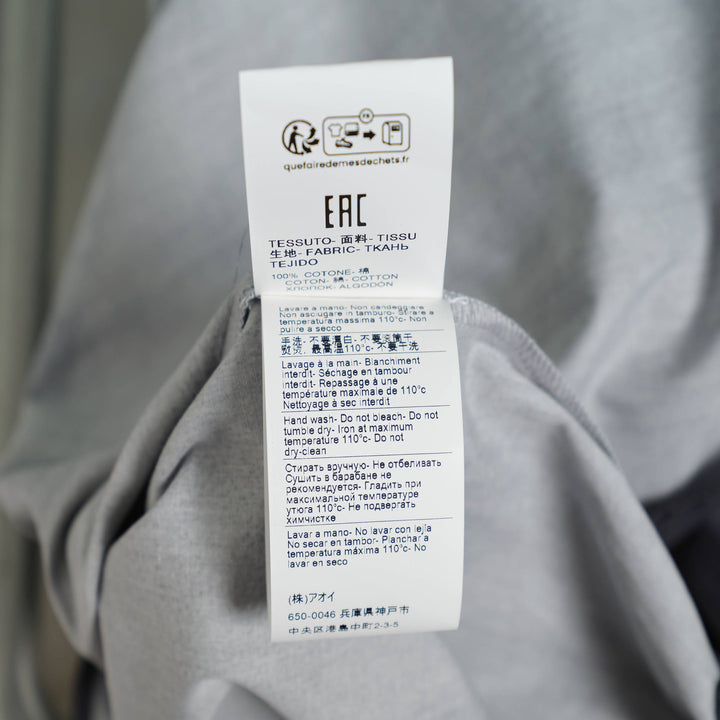 FR
quefairedemesdechets.fr
EAC
TESSUTO- 面料- TISSU
生地- FABRIC- ТКАНЬ
TEJIDO
100% COTONE- 棉
COTON- 綿- COTTON
ХЛОПОК- ALGODÓN
Lavare a mano- Non candeggiare
Non asciugare in tamburo- Stirare a
temperatura massima 110°c- Non
pulire a secco
手洗- 不要漂白- 不要滚筒干
熨烫, 最高温110°c- 不要干洗
Lavage à la main- Blanchiment
interdit- Séchage en tambour
interdit- Repassage à une
température maximale de 110°c
Nettoyage à sec interdit
Hand wash- Do not bleach- Do not
tumble dry- Iron at maximum
temperature 110°c- Do not
dry-clean
Стирать вручную- Не отбеливать
Сушить в барабане не
рекомендуется- Гладить при
максимальной температуре
утюга 110°c- Не подвергать
химчистке
Lavar a mano- No lavar con lejía
No secar en tambor- Planchar a
temperatura máxima 110°c- No
lavar en seco
(株)アオイ
650-0046 兵庫県神戸市
中央区港島中町2-3-5